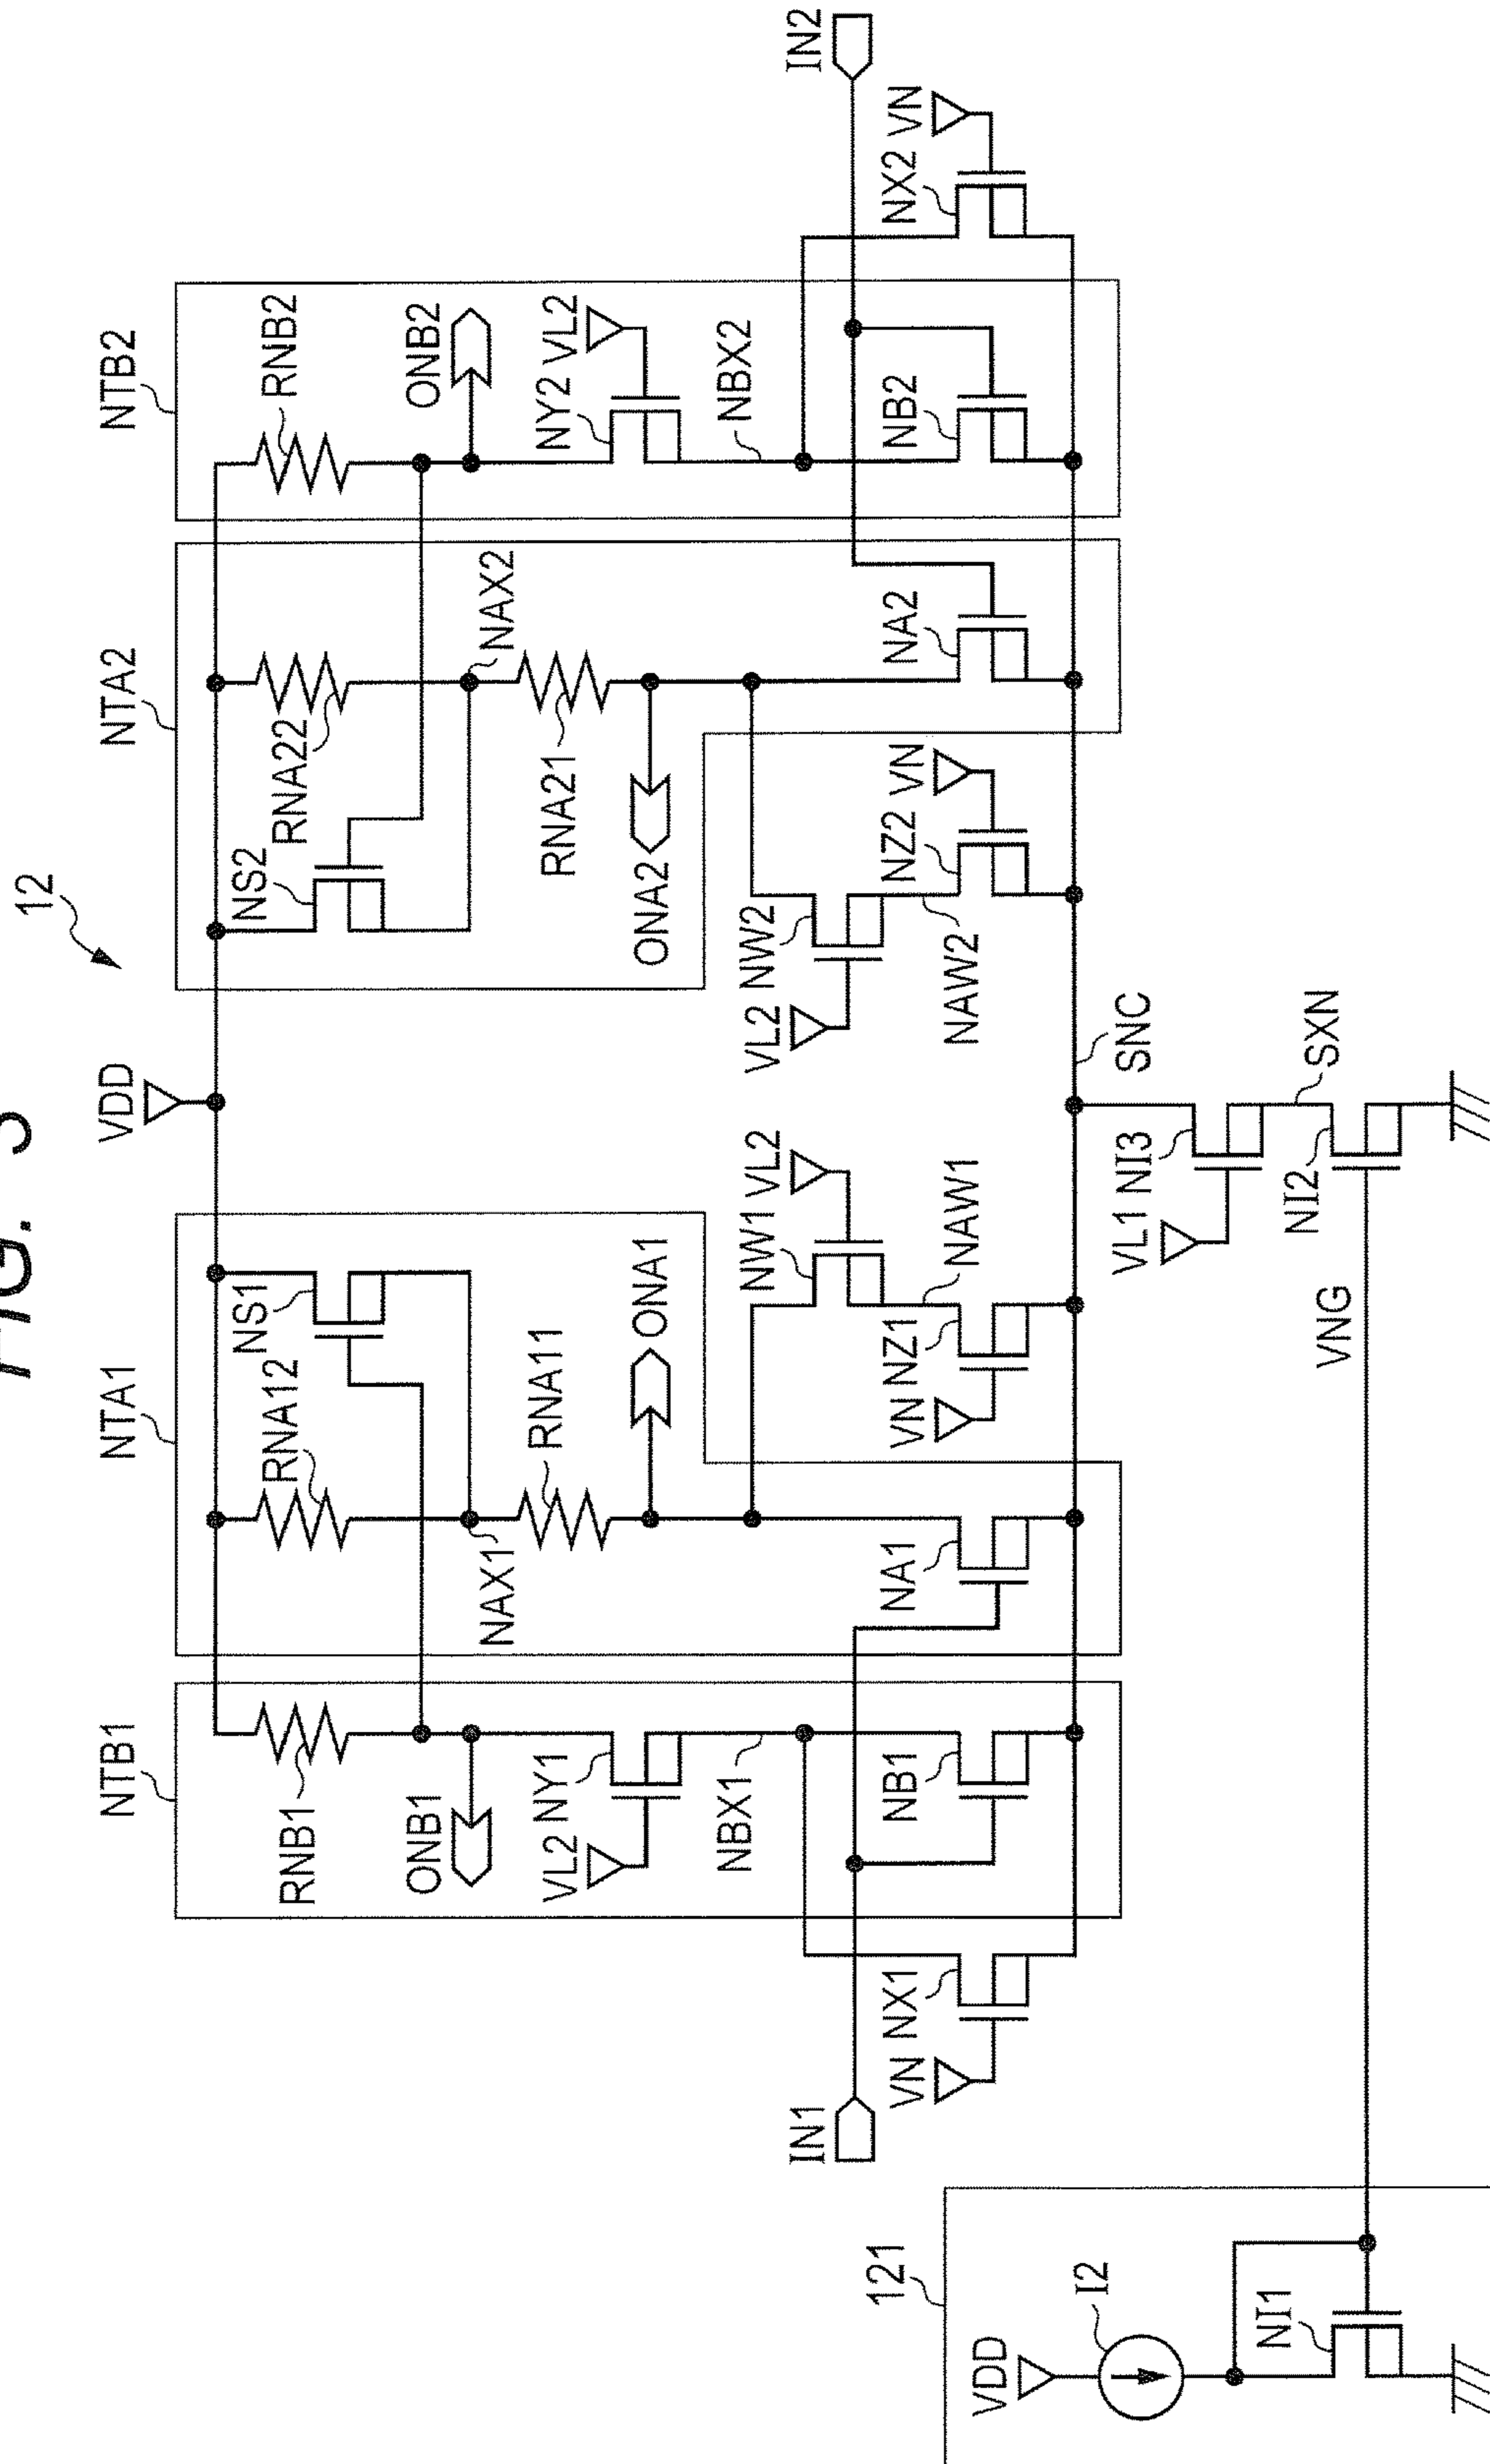 FIG. 3
12
NTB1
NTA1
VDD
NTA2
NTB2
RNB1
RNA12
NS1
NS2
RNA22
RNB2
ONB1
NAX1
NAX2
ONB2
VL2
NY1
RNA11
RNA21
NY2
VL2
ONA1
ONA2
NBX1
NW1
VL2
VL2
NW2
NBX2
IN1
IN2
VN
NX1
NB1
NA1
VN
NZ1
NAW1
NAW2
NZ2
VN
NA2
NB2
NX2
VN
121
VDD
I2
VL1
NI3
SNC
NI1
VNG
NI2
SXN